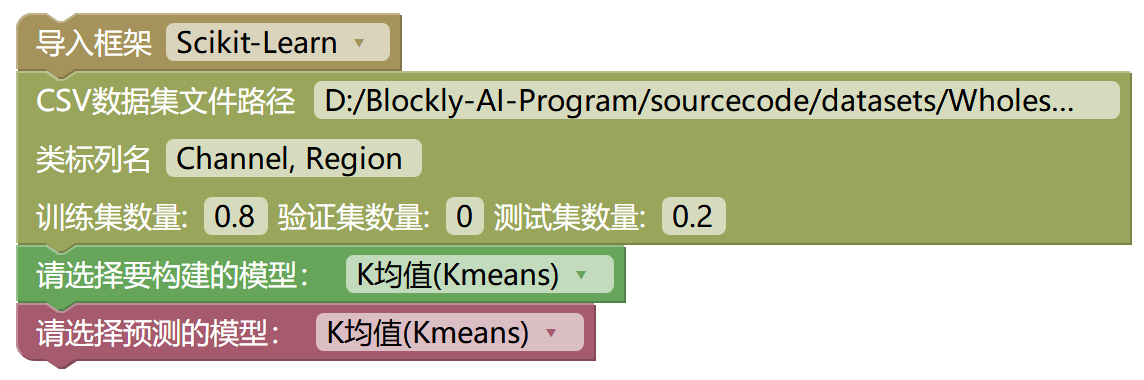 导入框架 Scikit-Learn
CSV数据集文件路径 D:/Blockly-AI-Program/sourcecode/datasets/Wholes...
类标列名 Channel, Region
训练集数量: 0.8 验证集数量: 0 测试集数量: 0.2
请选择要构建的模型： K均值(Kmeans)
请选择预测的模型： K均值(Kmeans)